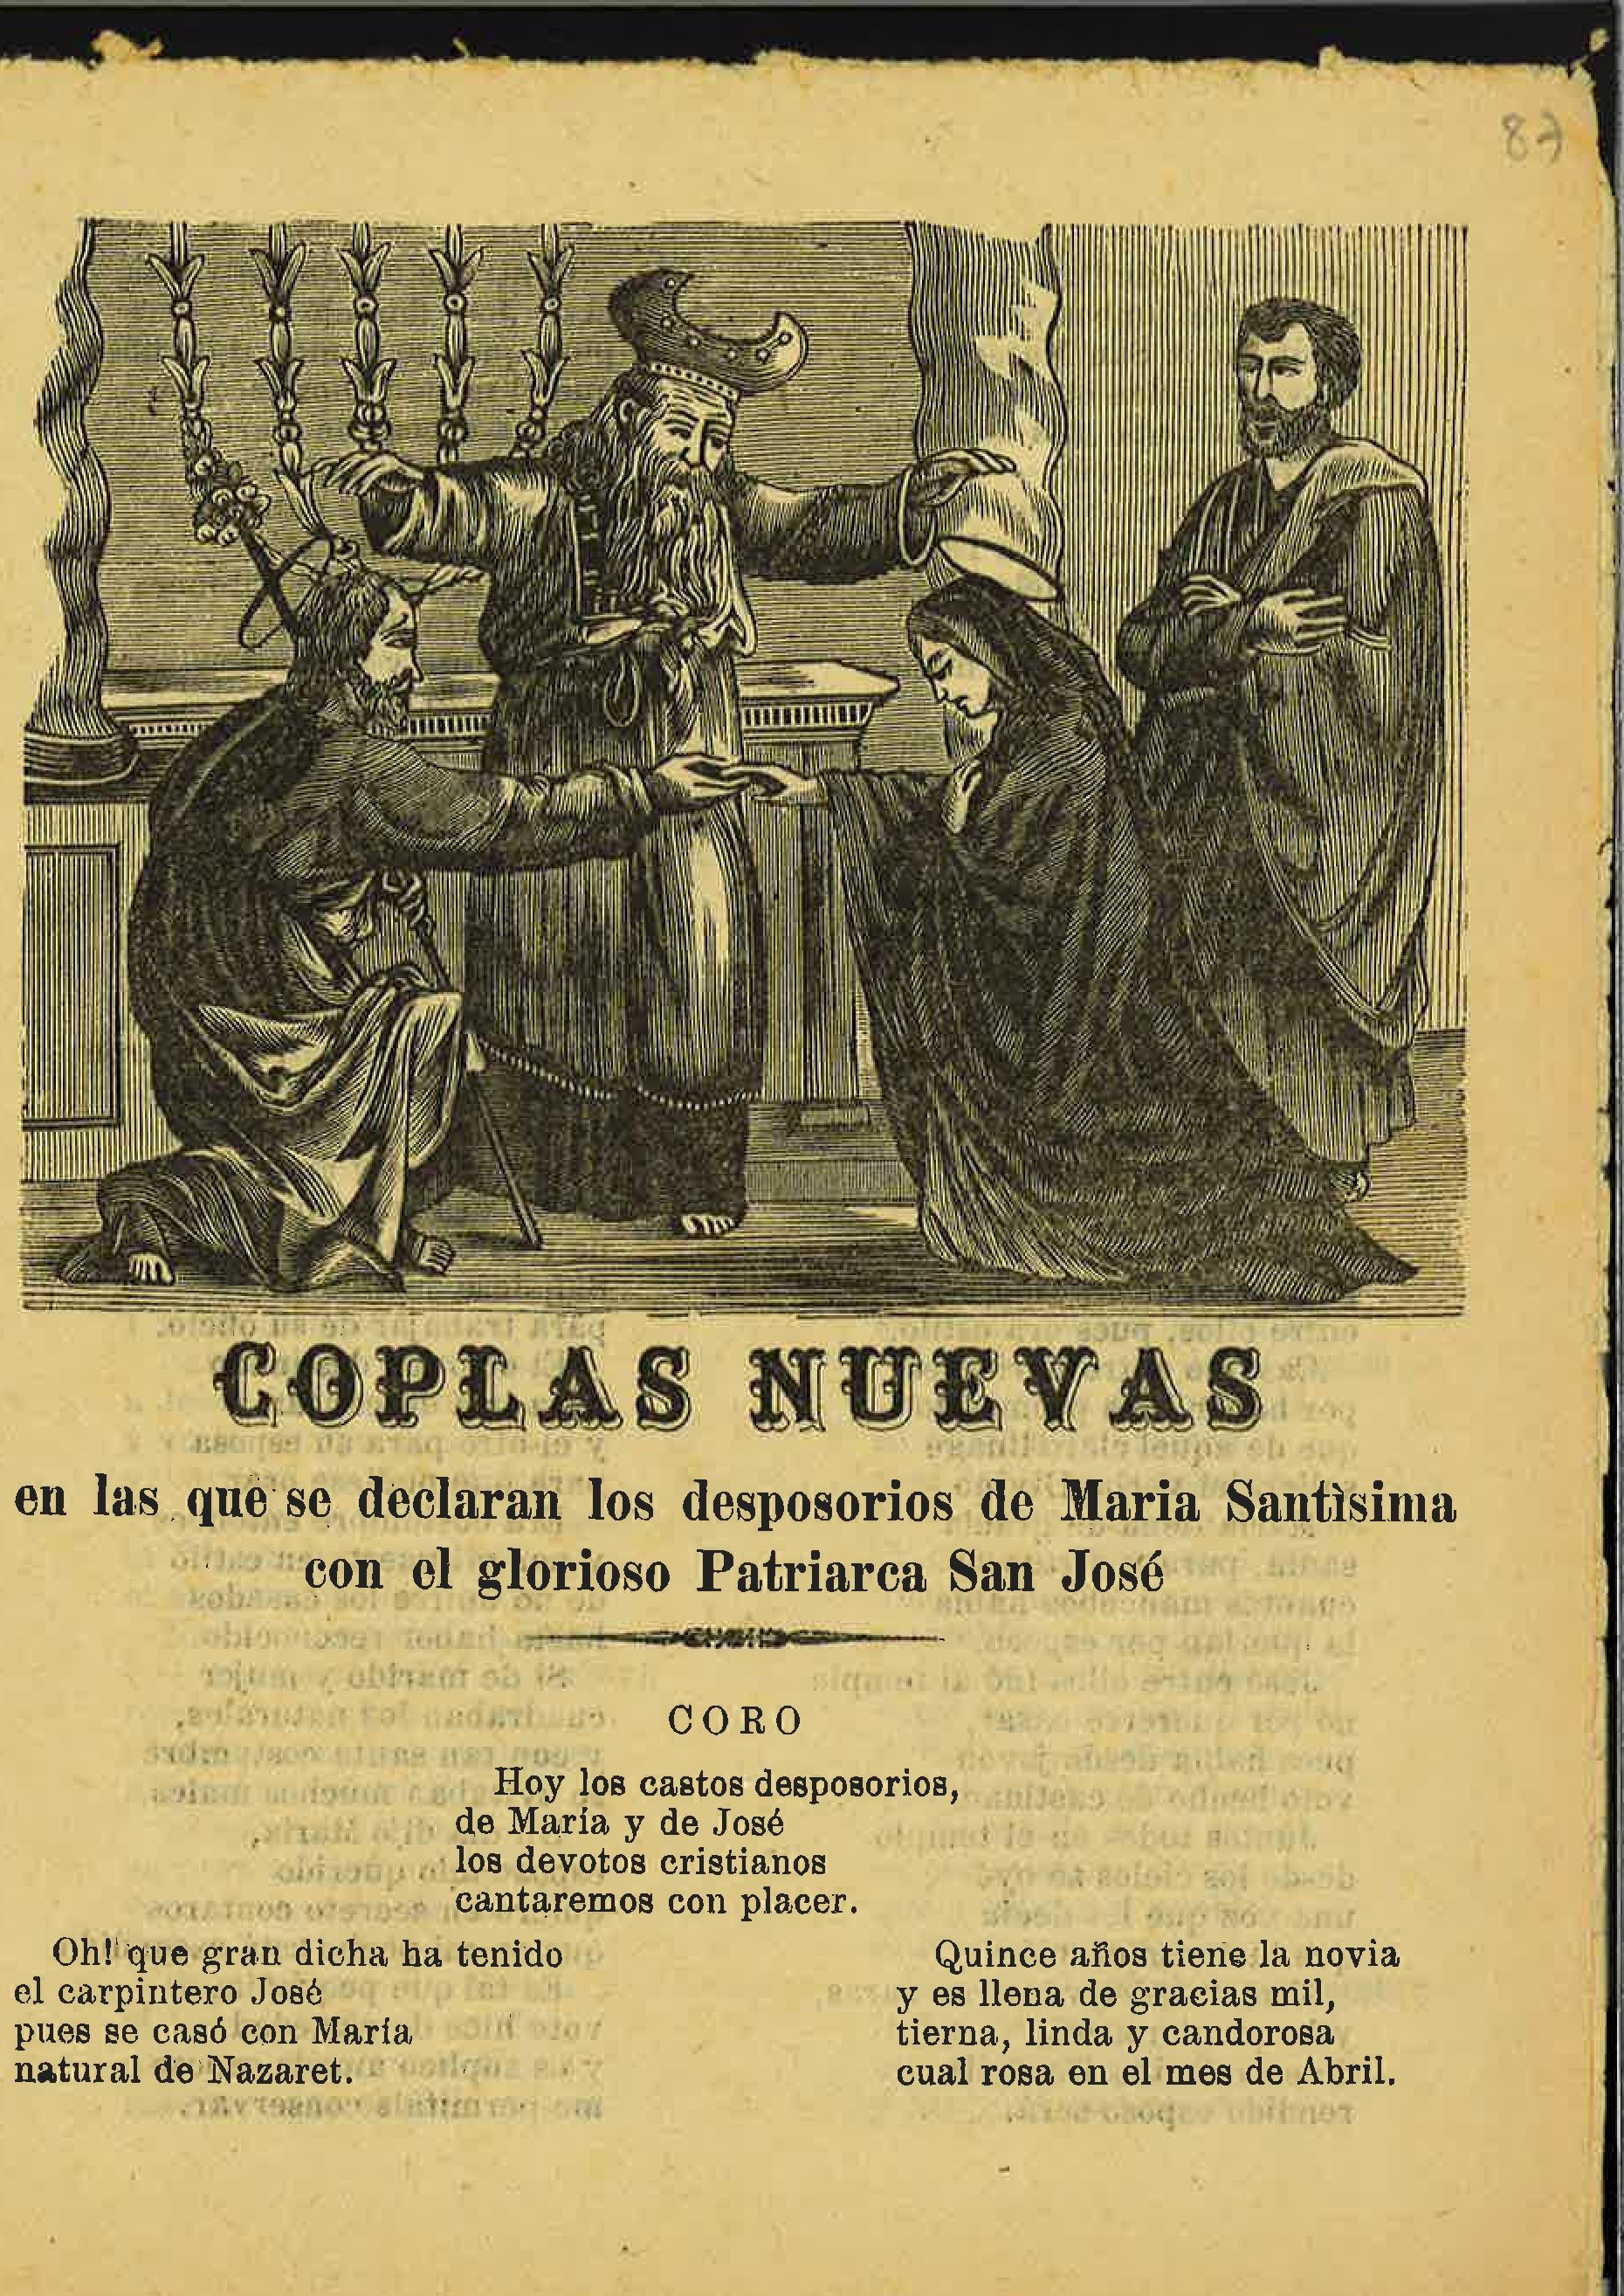 87
COPLAS NUEVAS
en las que se declaran los desposorios de Maria Santìsima
con el glorioso Patriarca San José
CORO
Hoy los castos desposorios,
de María y de José
los devotos cristianos
cantaremos con placer.
Oh! que gran dicha ha tenido
el carpintero José
pues se casó con María
natural de Nazaret.
Quince años tiene la novia
y es llena de gracias mil,
tierna, linda y candorosa
cual rosa en el mes de Abril.